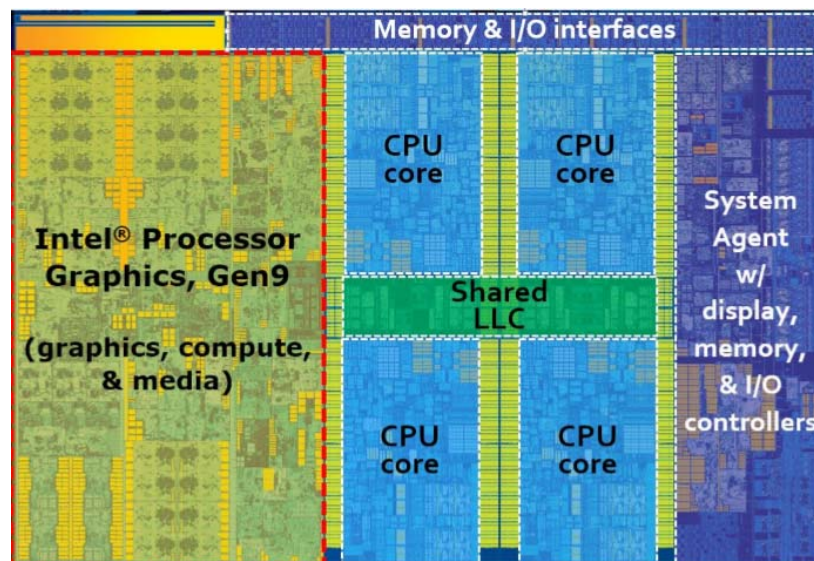 Memory & I/O interfaces
CPU
core
CPU
core
Intel® Processor
Graphics, Gen9
(graphics, compute,
& media)
Shared
LLC
System
Agent
w/
display,
memory,
& I/O
controllers
CPU
core
CPU
core